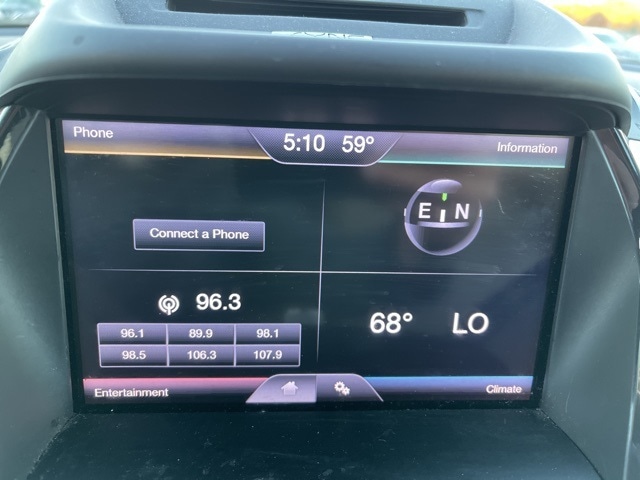 Phone
5:10 59°
Information
Connect a Phone
E N
96.3
96.1 89.9 98.1
98.5 106.3 107.9
68° LO
Entertainment
Climate